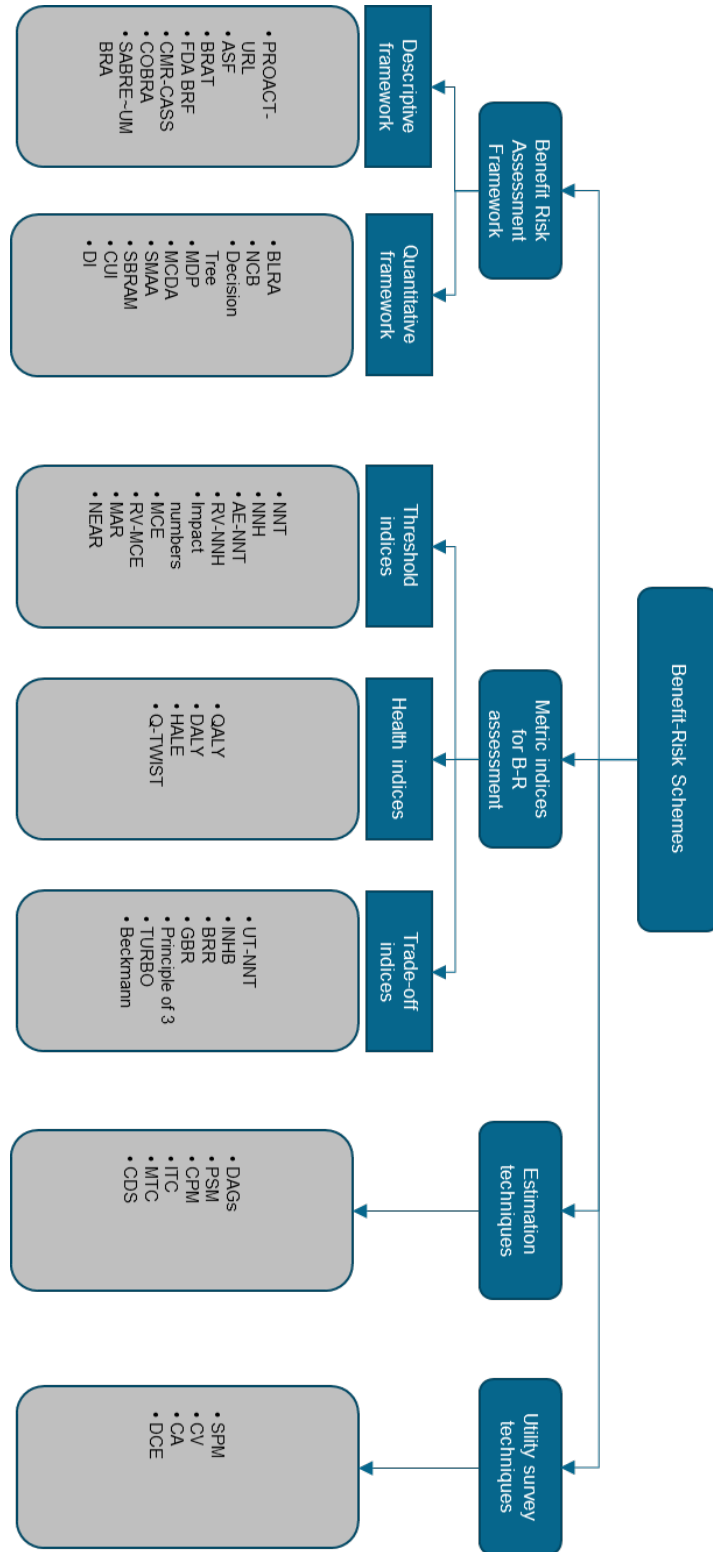 Benefit-Risk Schemes
Benefit Risk
Assessment
Framework
Metric indices
for B-R
assessment
Estimation
techniques
Utility survey
techniques
Descriptive
framework
Quantitative
framework
Threshold
indices
Health indices
Trade-off
indices
• PROACT-
URL
• ASF
• BRAT
• FDA BRF
• CMR-CASS
• COBRA
• SABRE~UM
BRA
• BLRA
• NCB
• Decision
Tree
• MDP
• MCDA
• SMAA
• SBRAM
• CUI
• DI
• NNT
• NNH
• AE-NNT
• RV-NNH
• Impact
numbers
• MCE
• RV-MCE
• MAR
• NEAR
• QALY
• DALY
• HALE
• Q-TWIST
• UT-NNT
• INHB
• BRR
• GBR
• Principle of 3
• TURBO
• Beckmann
• DAGs
• PSM
• CPM
• ITC
• MTC
• CDS
• SPM
• CV
• CA
• DCE